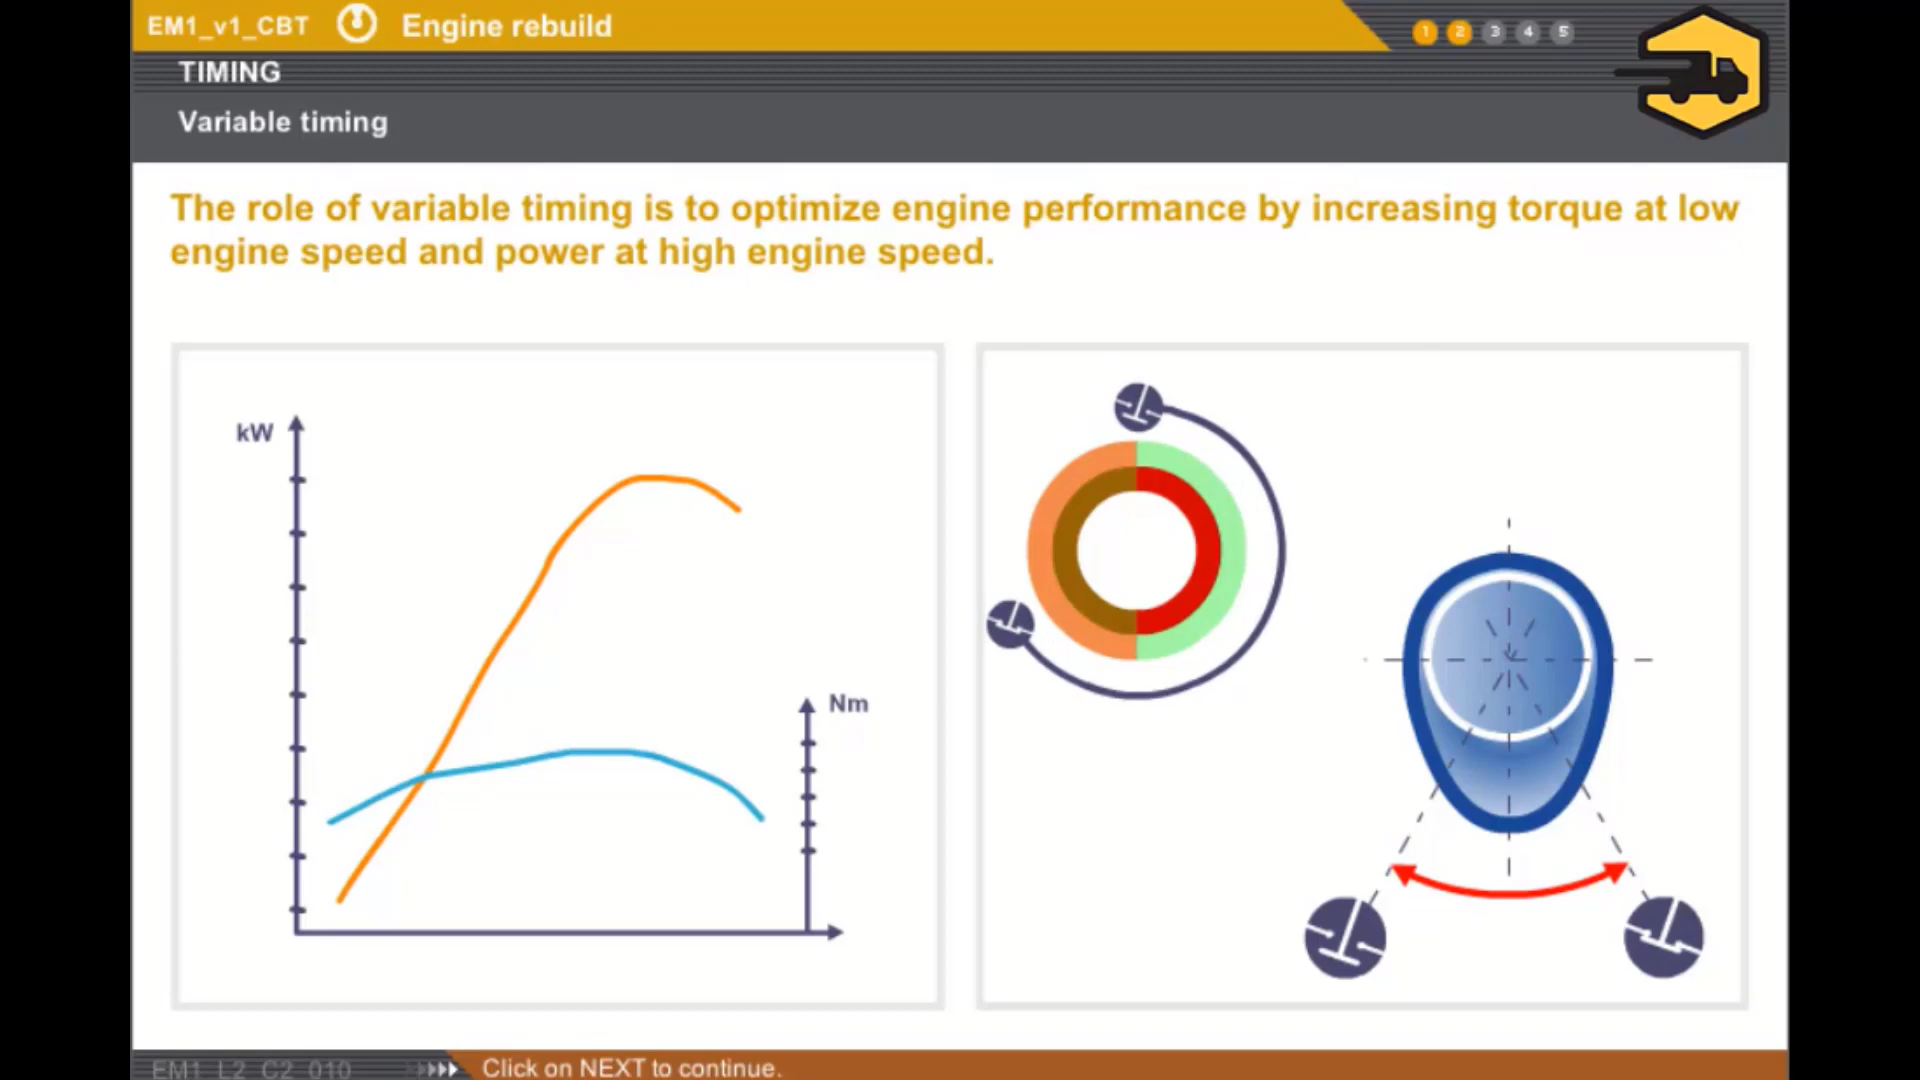 EM1_v1_CBT Engine rebuild 1 2 3 4 5
TIMING
Variable timing
The role of variable timing is to optimize engine performance by increasing torque at low
engine speed and power at high engine speed.
kW
Nm
EM1_L2_C2_010 Click on NEXT to continue.